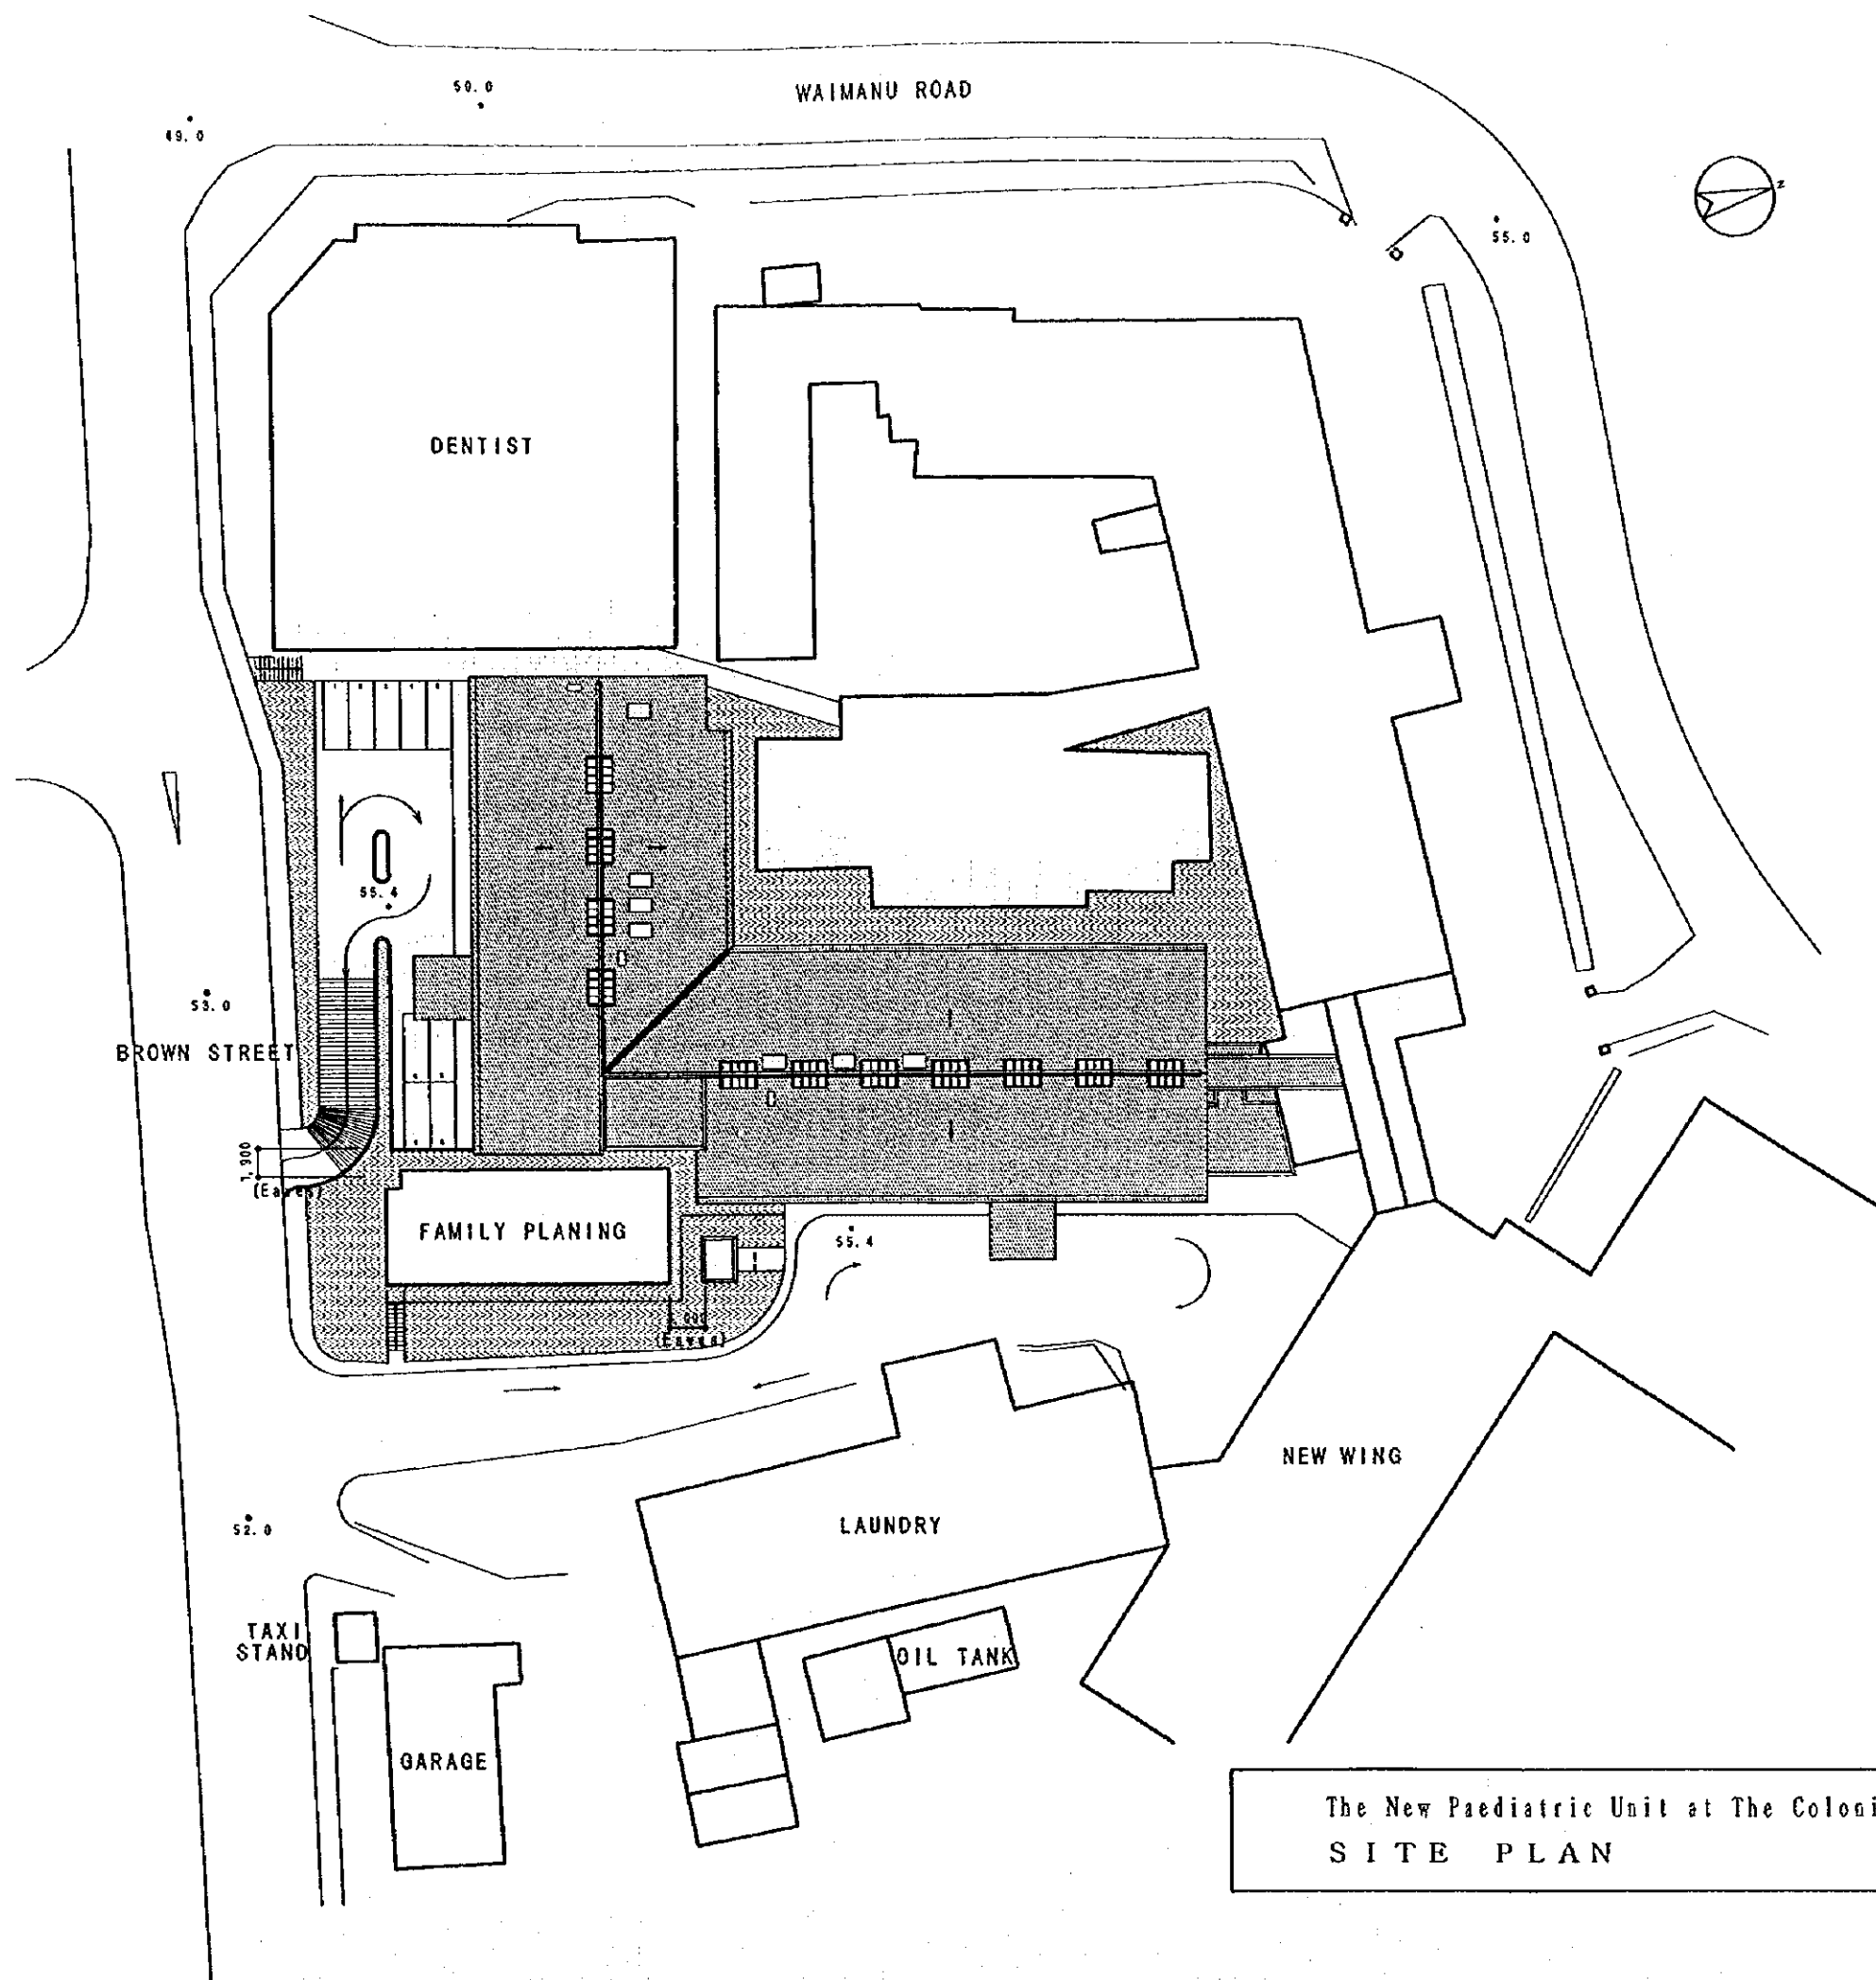 WAIMANU ROAD
50.0
49.0
Z
55.0
DENTIST
55.4
53.0
BROWN STREET
(Eaves)
FAMILY PLANING
55.4
(Eaves)
NEW WING
52.0
LAUNDRY
TAXI
STAND
OIL TANK
GARAGE
The New Paediatric Unit at The Coloni
SITE PLAN